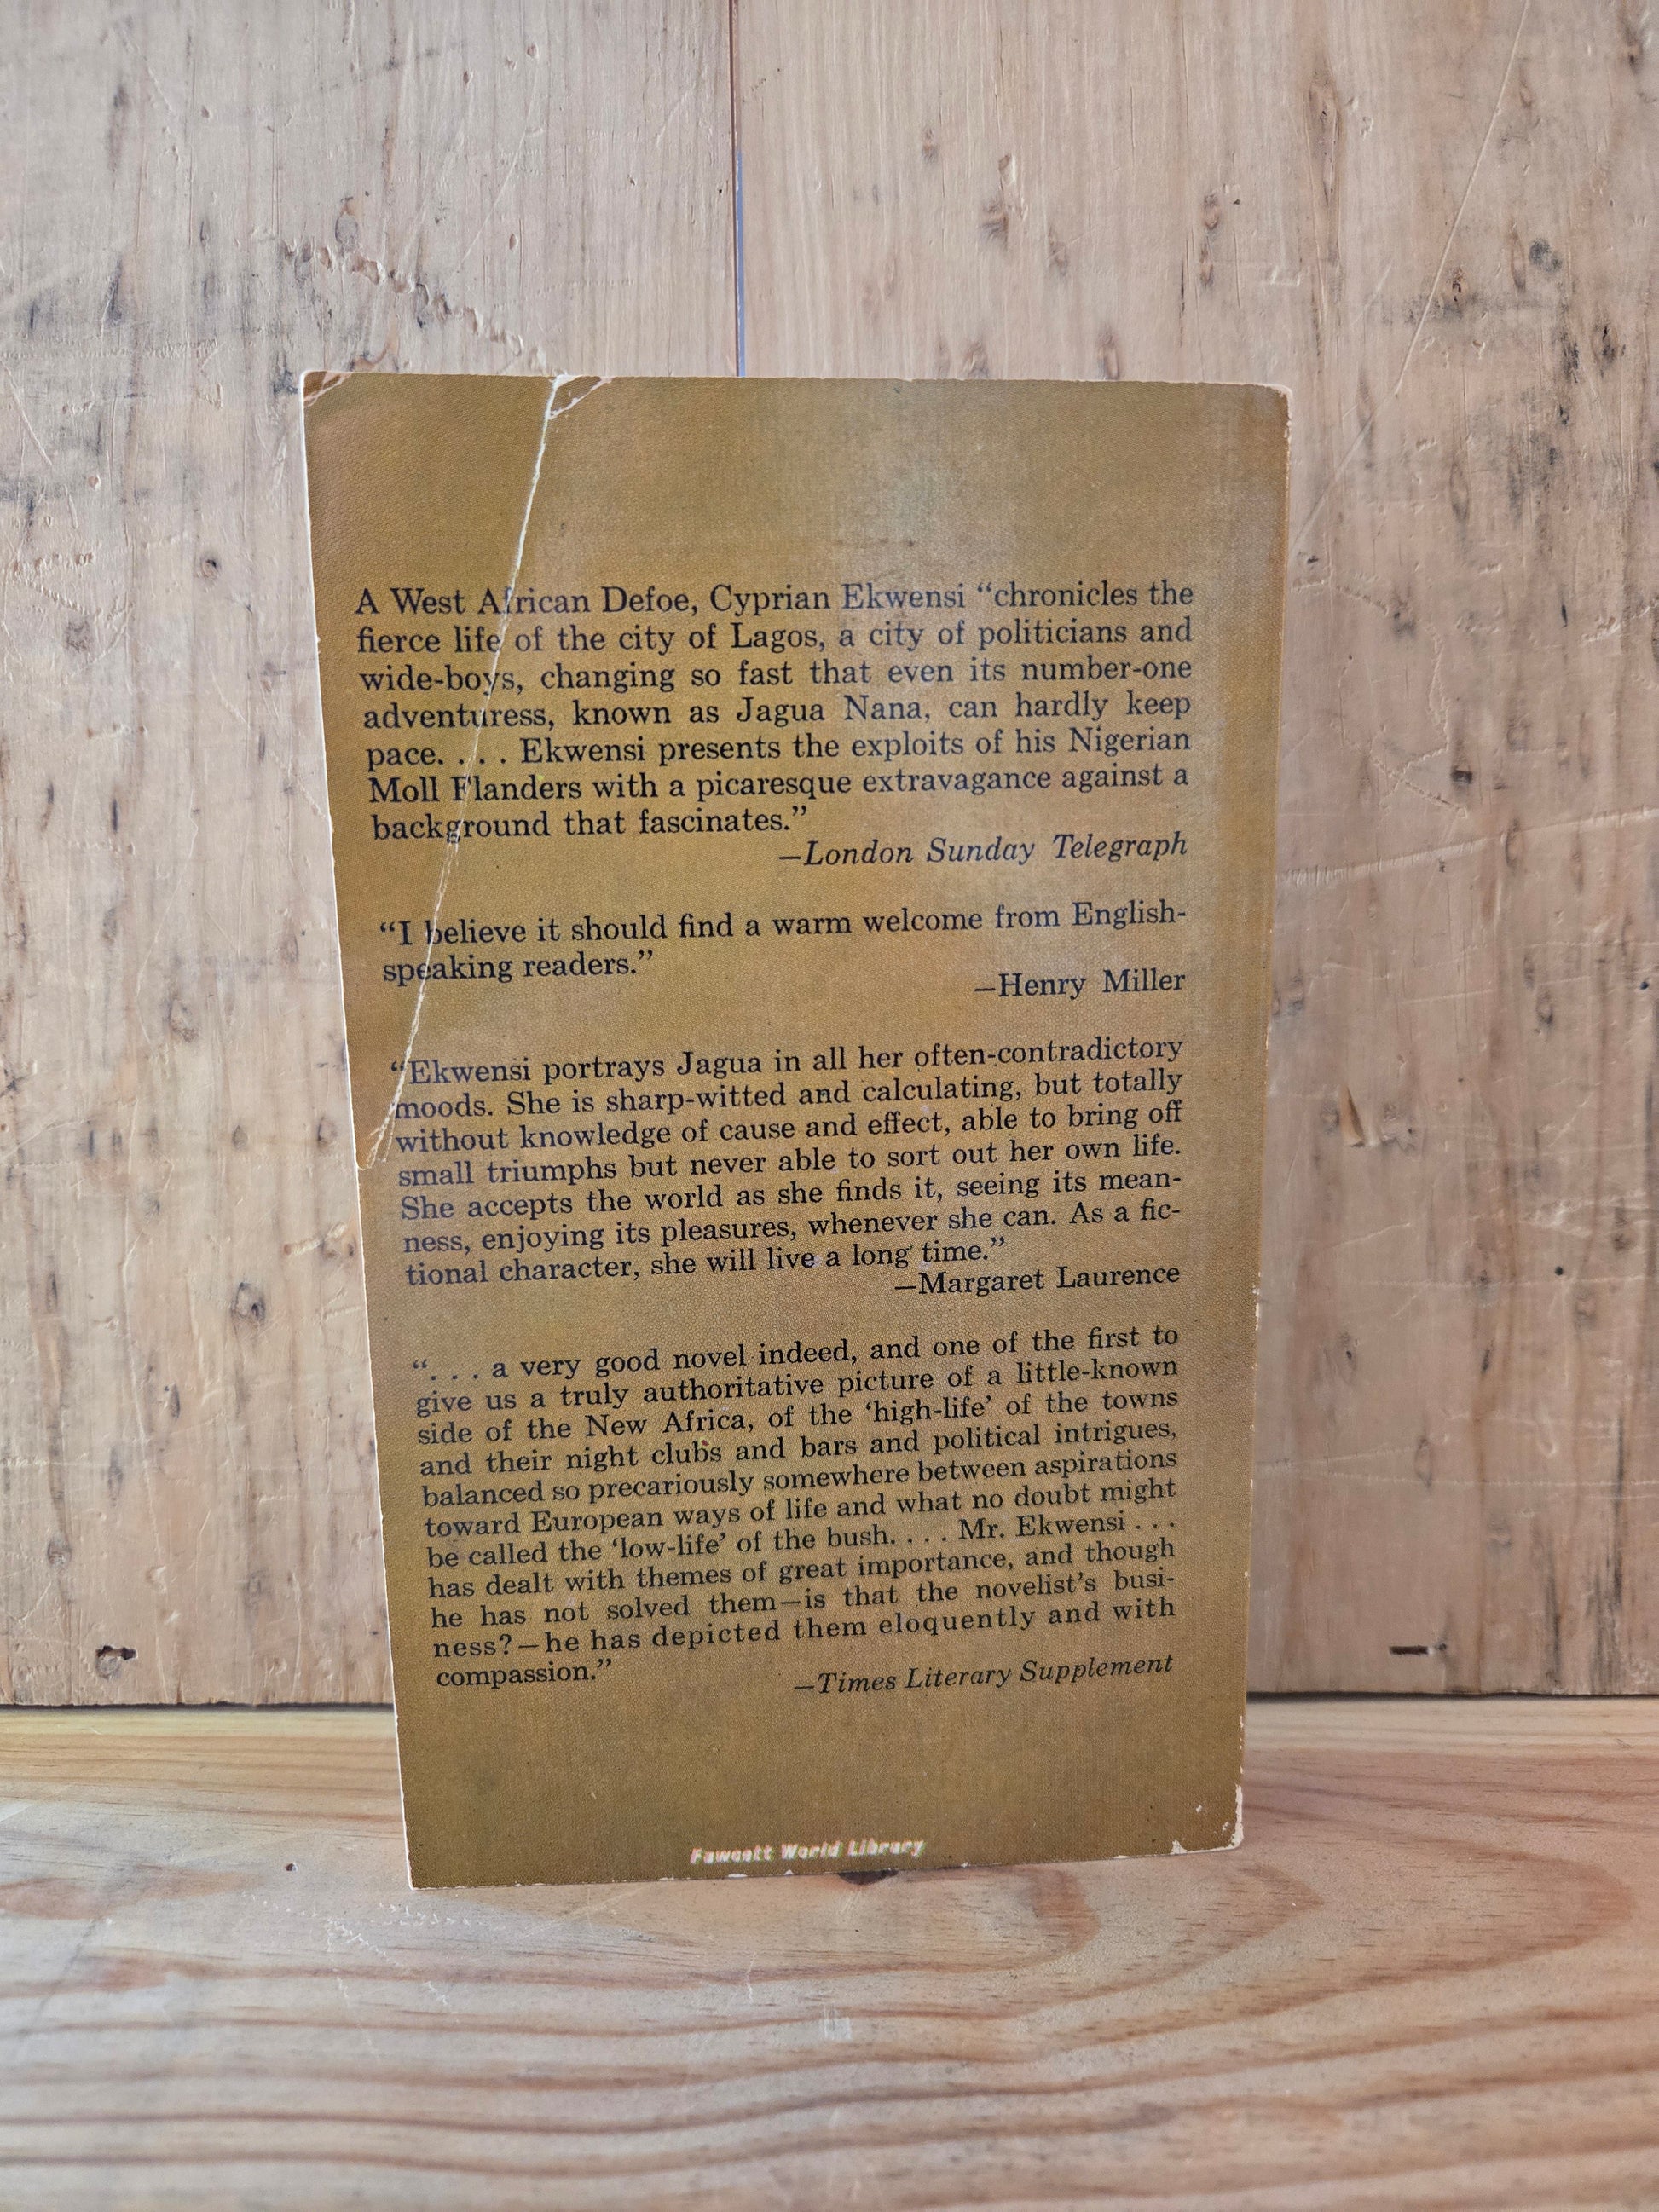 A West African Defoe, Cyprian Ekwensi “chronicles the
fierce life of the city of Lagos, a city of politicians and
wide-boys, changing so fast that even its number-one
adventuress, known as Jagua Nana, can hardly keep
pace. . . . Ekwensi presents the exploits of his Nigerian
Moll Flanders with a picaresque extravagance against a
background that fascinates.”
—London Sunday Telegraph
“I believe it should find a warm welcome from English-
speaking readers.”
—Henry Miller
“Ekwensi portrays Jagua in all her often-contradictory
moods. She is sharp-witted and calculating, but totally
without knowledge of cause and effect, able to bring off
small triumphs but never able to sort out her own life.
She accepts the world as she finds it, seeing its mean-
ness, enjoying its pleasures, whenever she can. As a fic-
tional character, she will live a long time.”
—Margaret Laurence
“. . . a very good novel indeed, and one of the first to
give us a truly authoritative picture of a little-known
side of the New Africa, of the ‘high-life’ of the towns
and their night clubs and bars and political intrigues,
balanced so precariously somewhere between aspirations
toward European ways of life and what no doubt might
be called the ‘low-life’ of the bush. . . . Mr. Ekwensi . . .
has dealt with themes of great importance, and though
he has not solved them—is that the novelist’s busi-
ness?—he has depicted them eloquently and with
compassion.”
—Times Literary Supplement
Fawcett World Library